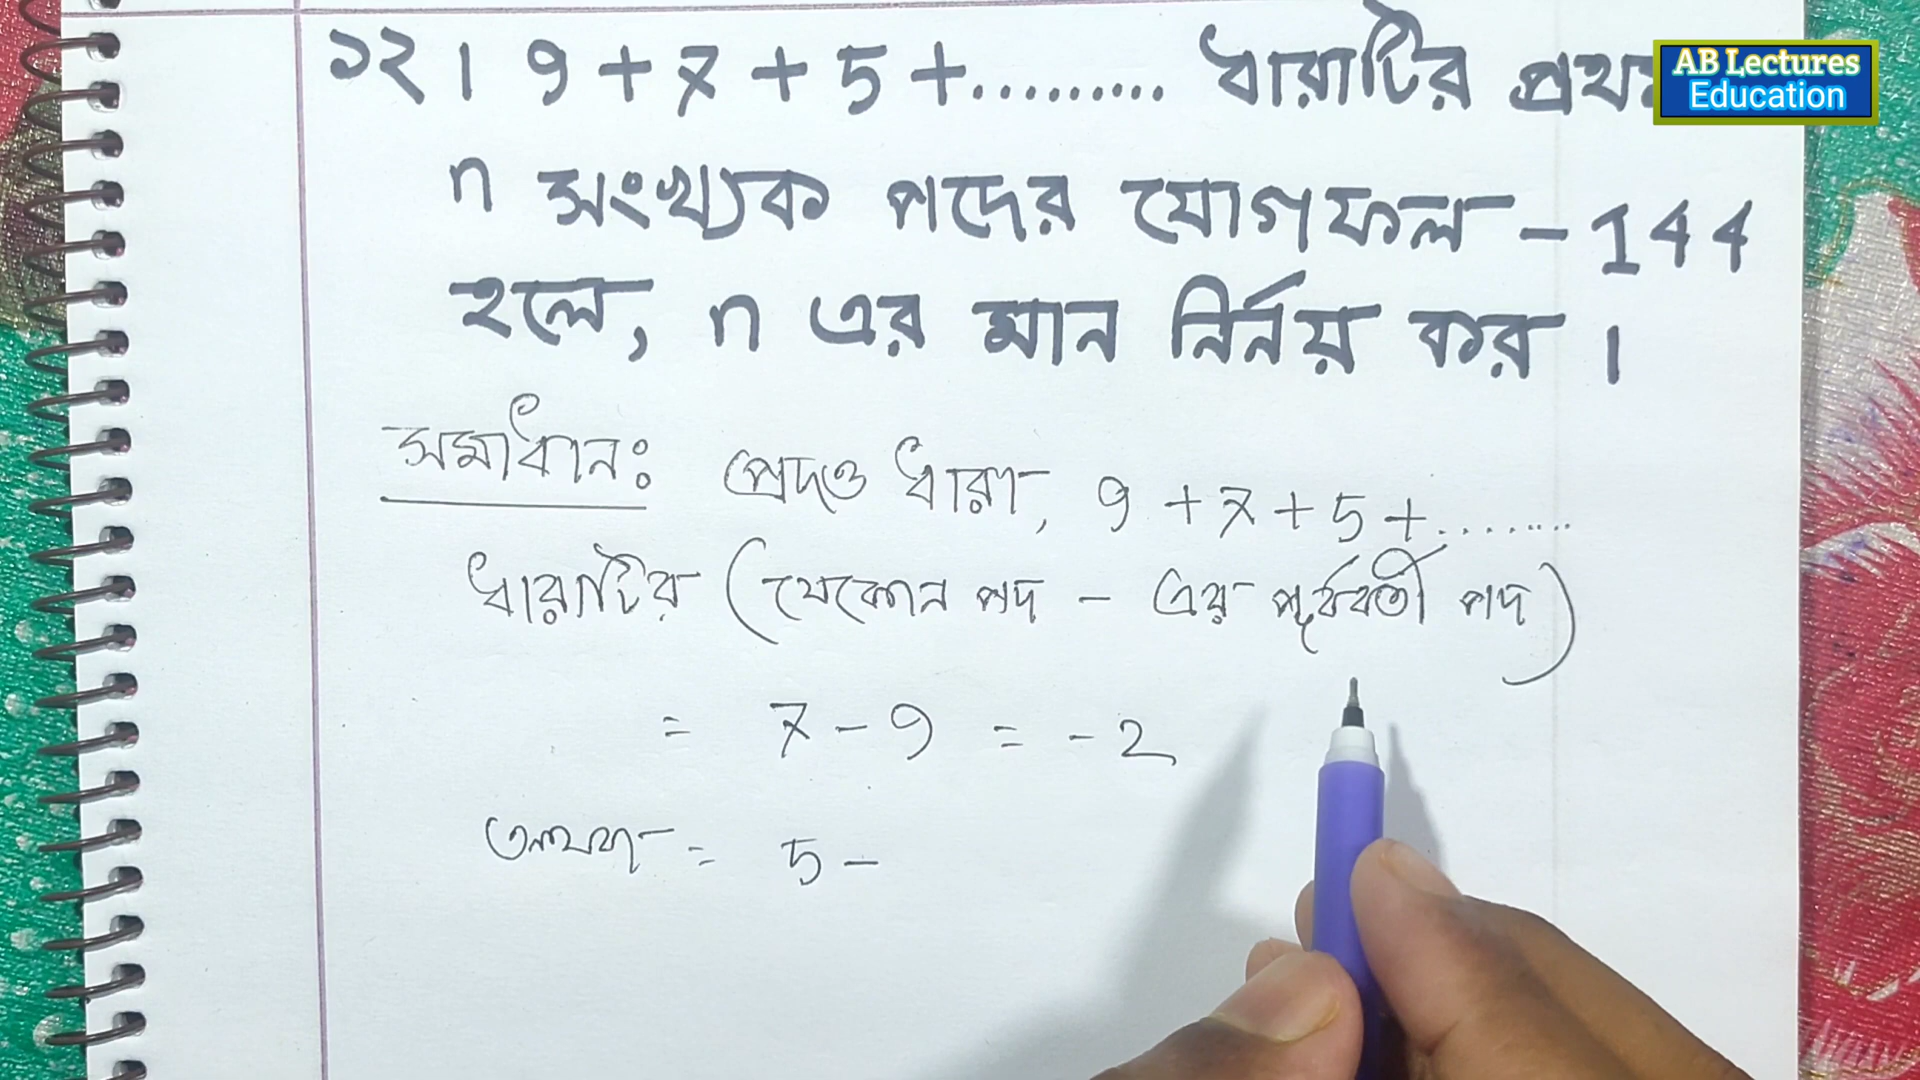 ১২। 9 + 7 + 5 +......... ধারাটির প্রথম
AB Lectures
Education
n সংখ্যক পদের যোগফল - 144
হলে, n এর মান নির্নয় কর।
সমাধানঃ প্রদত্ত ধারা, 9 + 7 + 5 +........
ধারাটির (যেকোন পদ - এর পূর্ববর্তী পদ)
= 7 - 9 = - 2
অথবা = 5 -